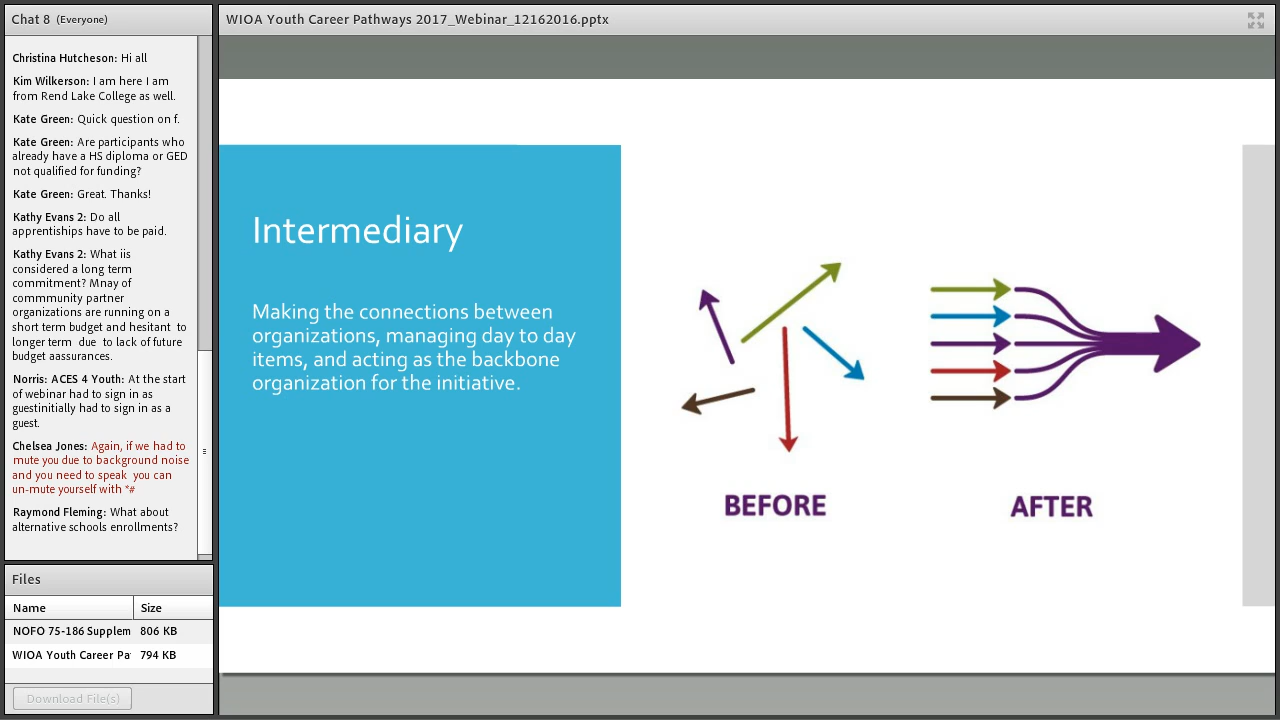 Chat 8 (Everyone)
Christina Hutcheson: Hi all
Kim Wilkerson: I am here I am
from Rend Lake College as well.
Kate Green: Quick question on f.
Kate Green: Are participants who
already have a HS diploma or GED
not qualified for funding?
Kate Green: Great. Thanks!
Kathy Evans 2: Do all
apprentiships have to be paid.
Kathy Evans 2: What iis
considered a long term
commitment? Mnay of
commmunity partner
organizations are running on a
short term budget and hesitant to
longer term due to lack of future
budget aassurances.
Norris: ACES 4 Youth: At the start
of webinar had to sign in as
guestinitially had to sign in as a
guest.
Chelsea Jones: Again, if we had to
mute you due to background noise
and you need to speak you can
un-mute yourself with *#
Raymond Fleming: What about
alternative schools enrollments?
Files
Name Size
NOFO 75-186 Supplem 806 KB
WIOA Youth Career Pa 794 KB
Download File(s)
WIOA Youth Career Pathways 2017_Webinar_12162016.pptx
Intermediary
Making the connections between
organizations, managing day to day
items, and acting as the backbone
organization for the initiative.
BEFORE
AFTER